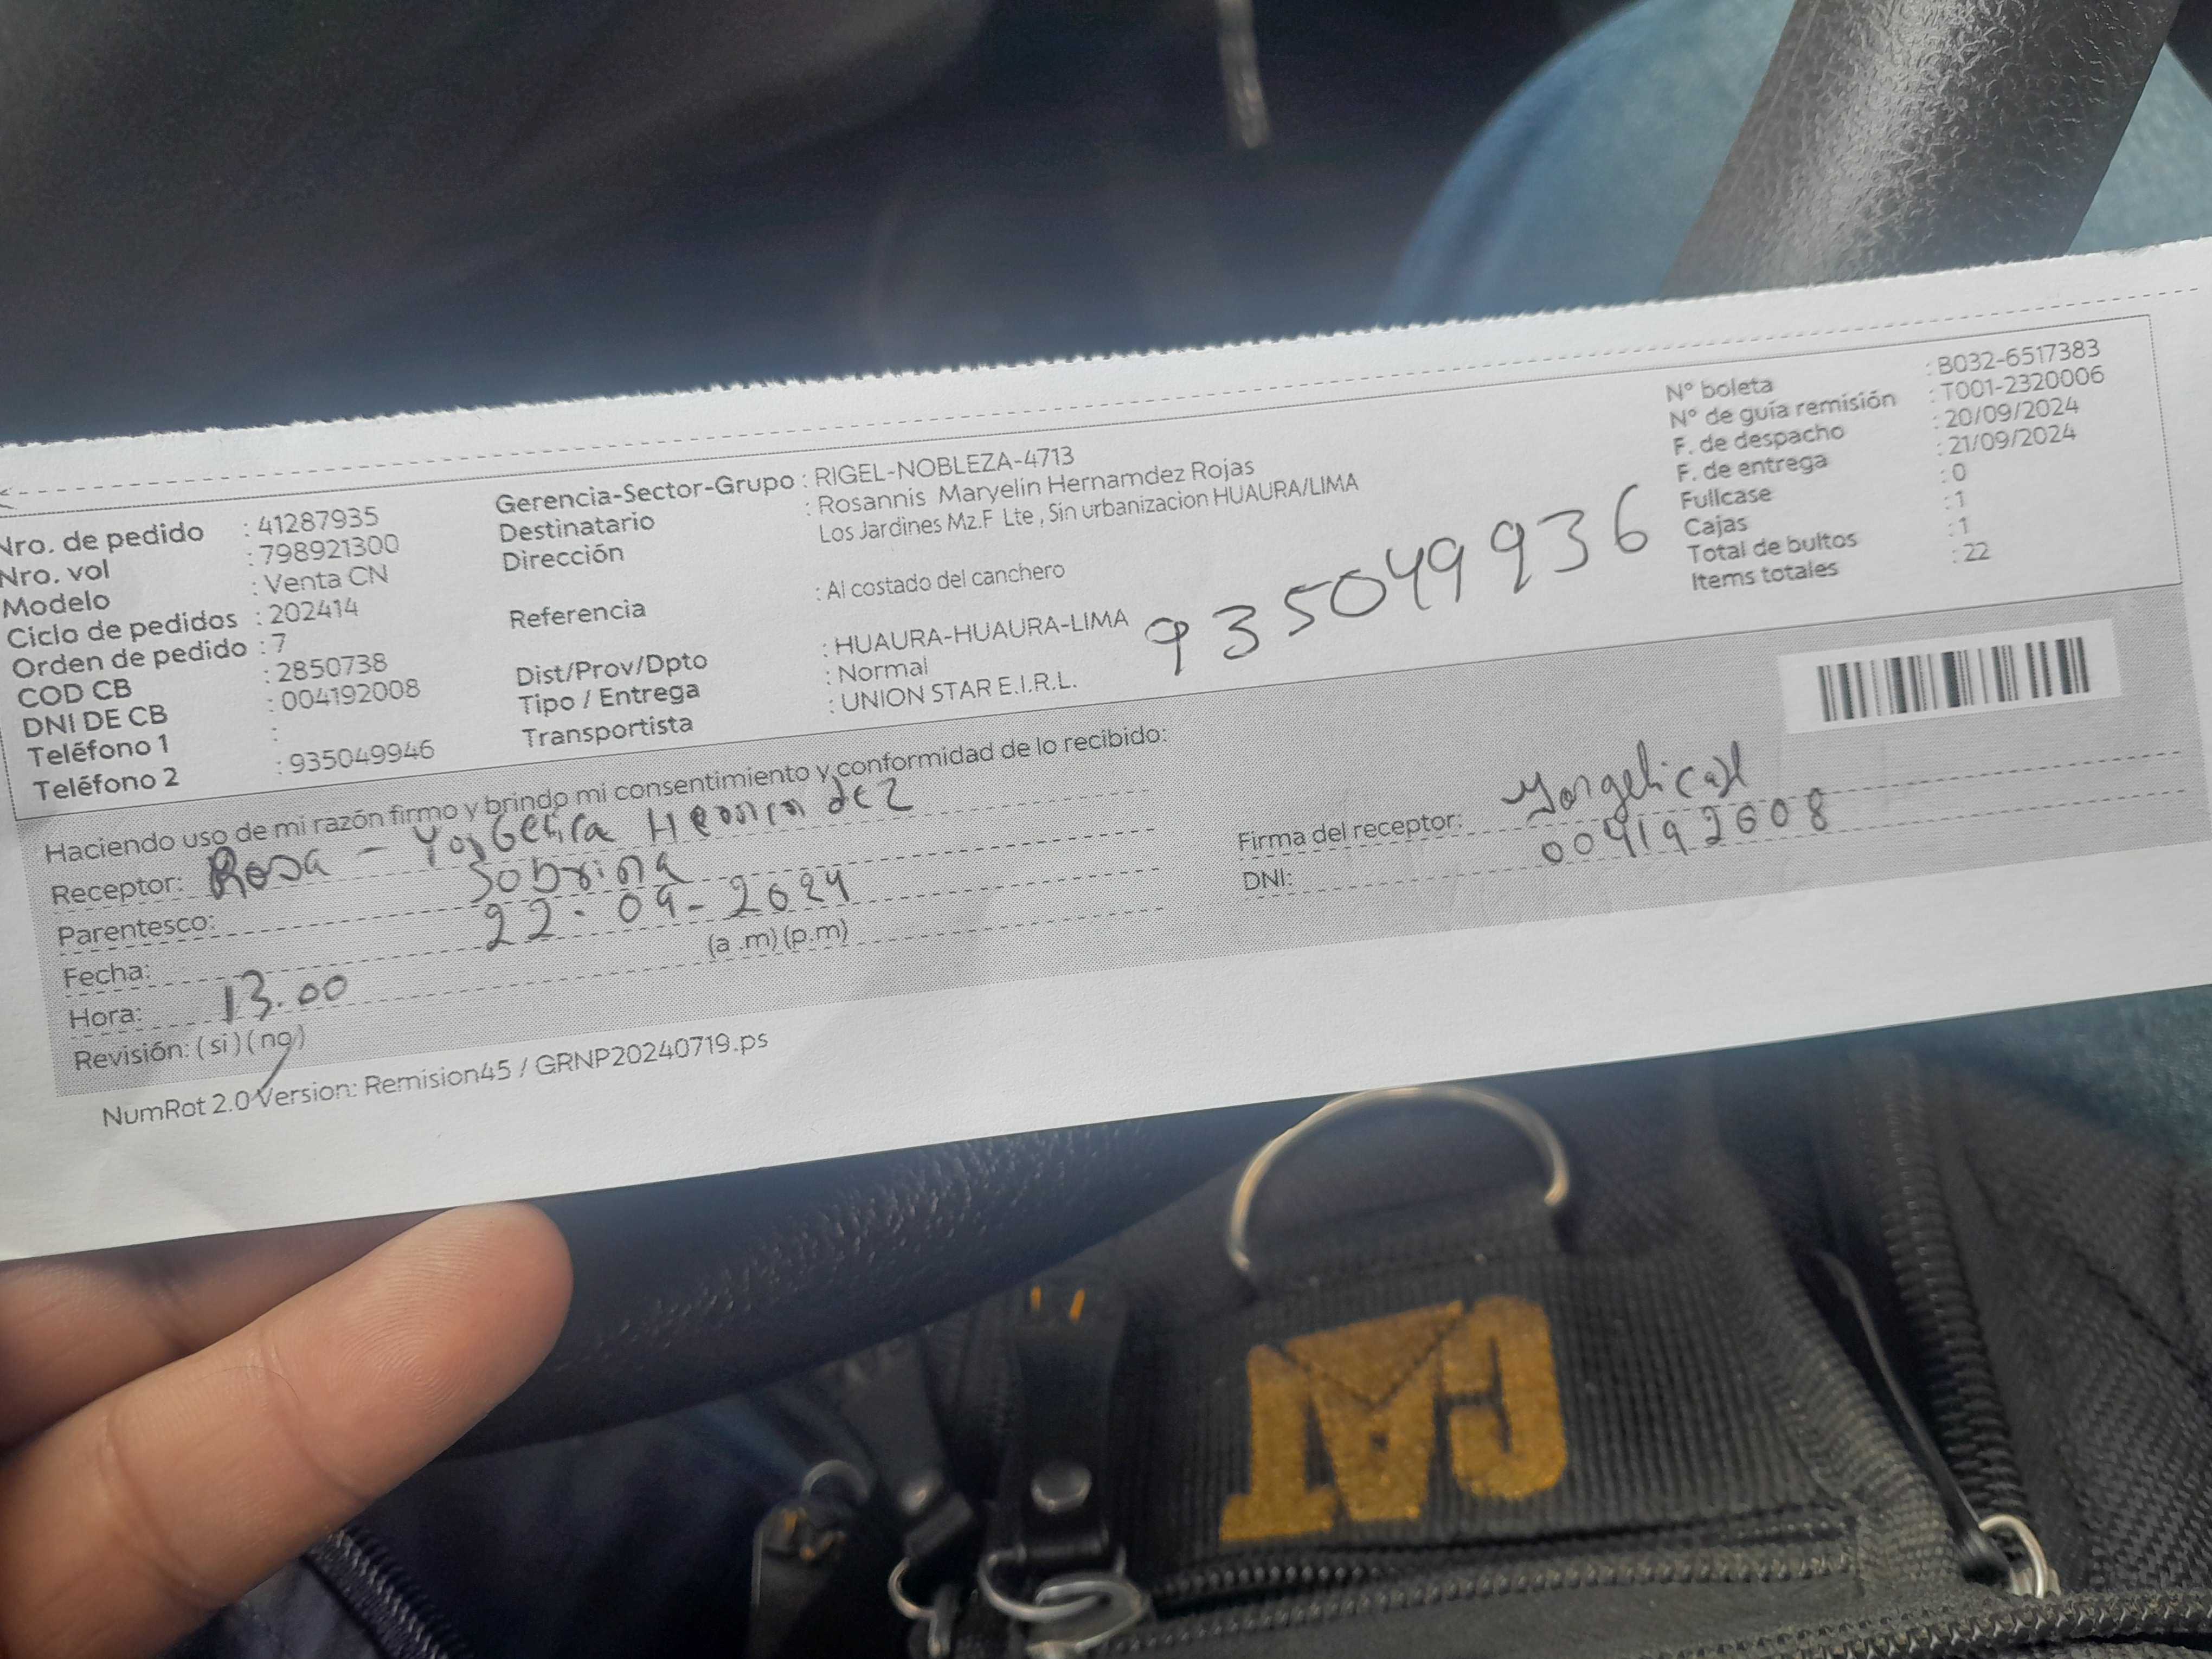 Nro. de pedido : 41287935
Nro. vol : 798921300
Modelo : Venta CN
Ciclo de pedidos : 202414
Orden de pedido : 7
COD CB : 2850738
DNI DE CB : 004192008
Teléfono 1 :
Teléfono 2 : 935049946
Gerencia-Sector-Grupo : RIGEL-NOBLEZA-4713
Destinatario : Rosannis Maryelin Hernamdez Rojas
Dirección Los Jardines Mz.F Lte , Sin urbanizacion HUAURA/LIMA
Referencia : Al costado del canchero
Dist/Prov/Dpto : HUAURA-HUAURA-LIMA
Tipo / Entrega : Normal
Transportista : UNION STAR E.I.R.L.
935049936
N° boleta : B032-6517383
N° de guía remisión : T001-2320006
F. de despacho : 20/09/2024
F. de entrega : 21/09/2024
Fullcase : 0
Cajas : 1
Total de bultos : 1
Items totales : 22
Haciendo uso de mi razón firmo y brindo mi consentimiento y conformidad de lo recibido:
Receptor: Rosa -
Parentesco: Sobrina
Fecha: 22-09-2024
Hora: 13.00 (a .m) (p.m)
Revisión: ( si ) ( no )
Firma del receptor:
DNI: 004192008
NumRot 2.0 Version: Remision45 / GRNP20240719.ps
CAT